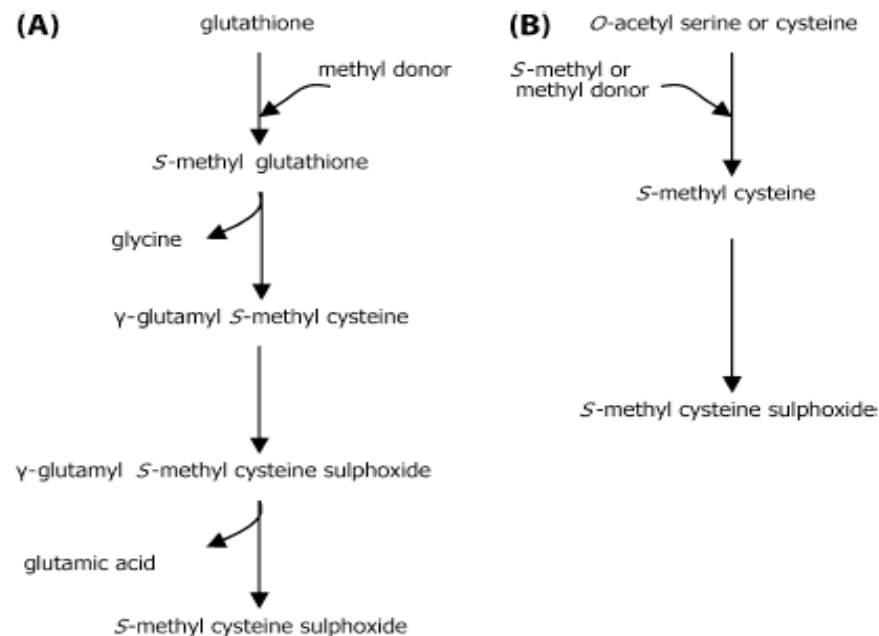 (A)
glutathione
methyl donor
S-methyl glutathione
glycine
γ-glutamyl S-methyl cysteine
γ-glutamyl S-methyl cysteine sulphoxide
glutamic acid
S-methyl cysteine sulphoxide
(B)
O-acetyl serine or cysteine
S-methyl or
methyl donor
S-methyl cysteine
S-methyl cysteine sulphoxide